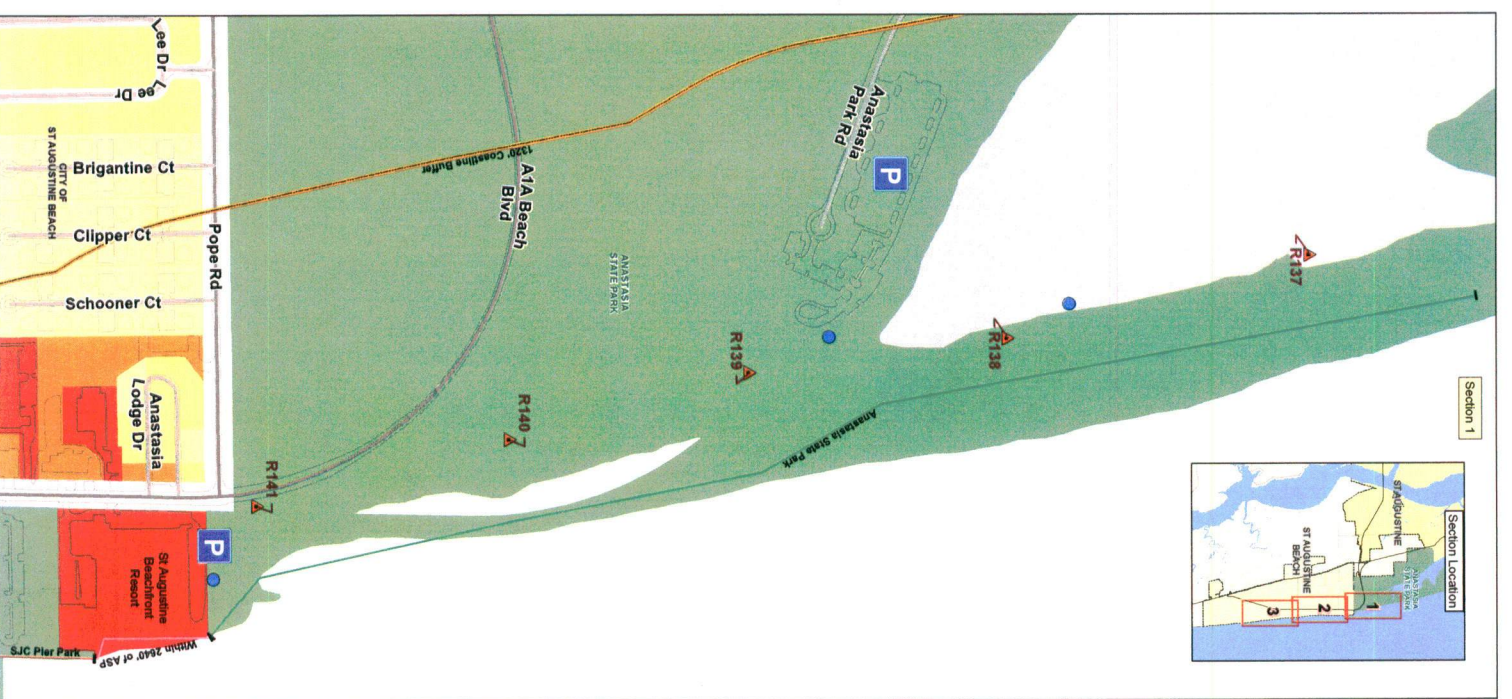 Lee Dr
Lee Dr
CITY OF
ST AUGUSTINE BEACH
Brigantine Ct
Clipper Ct
Schooner Ct
Pope Rd
Anastasia
Lodge Dr
St Augustine
Beachfront
Resort
SJC Pier Park
Within 2640' of ASP
P
R141
1320' Coastline Buffer
A1A Beach
Blvd
R140
ANASTASIA
STATE PARK
R139
Anastasia State Park
Anastasia
Park Rd
P
R138
R137
Section 1
Section Location
ST AUGUSTINE
ST AUGUSTINE
BEACH
ANASTASIA
STATE PARK
1
2
3